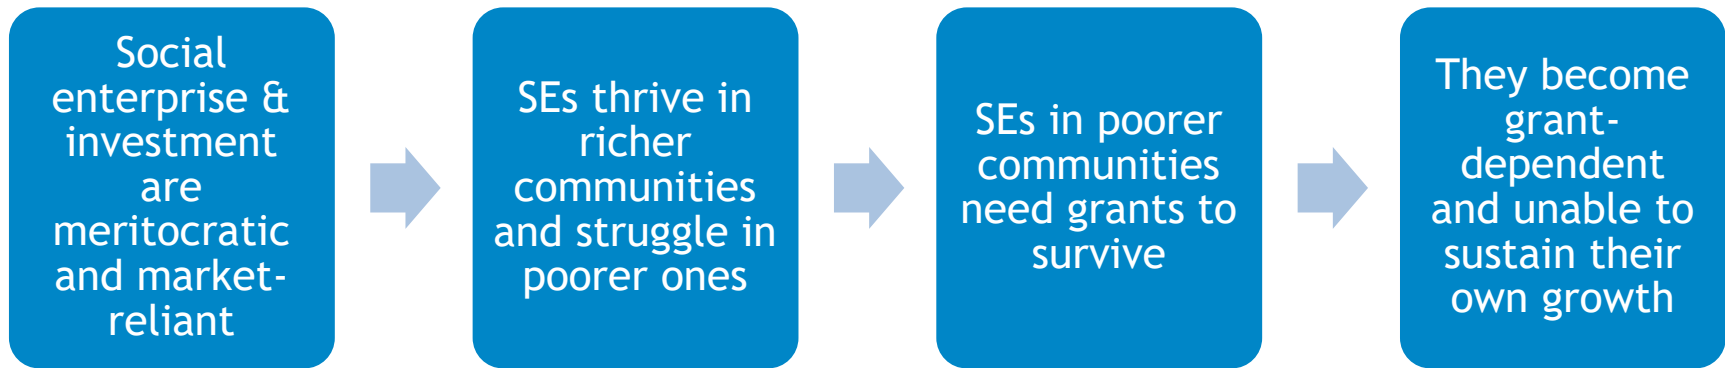 Social
enterprise &
investment
are
meritocratic
and market-
reliant
SEs thrive in
richer
communities
and struggle in
poorer ones
SEs in poorer
communities
need grants to
survive
They become
grant-
dependent
and unable to
sustain their
own growth